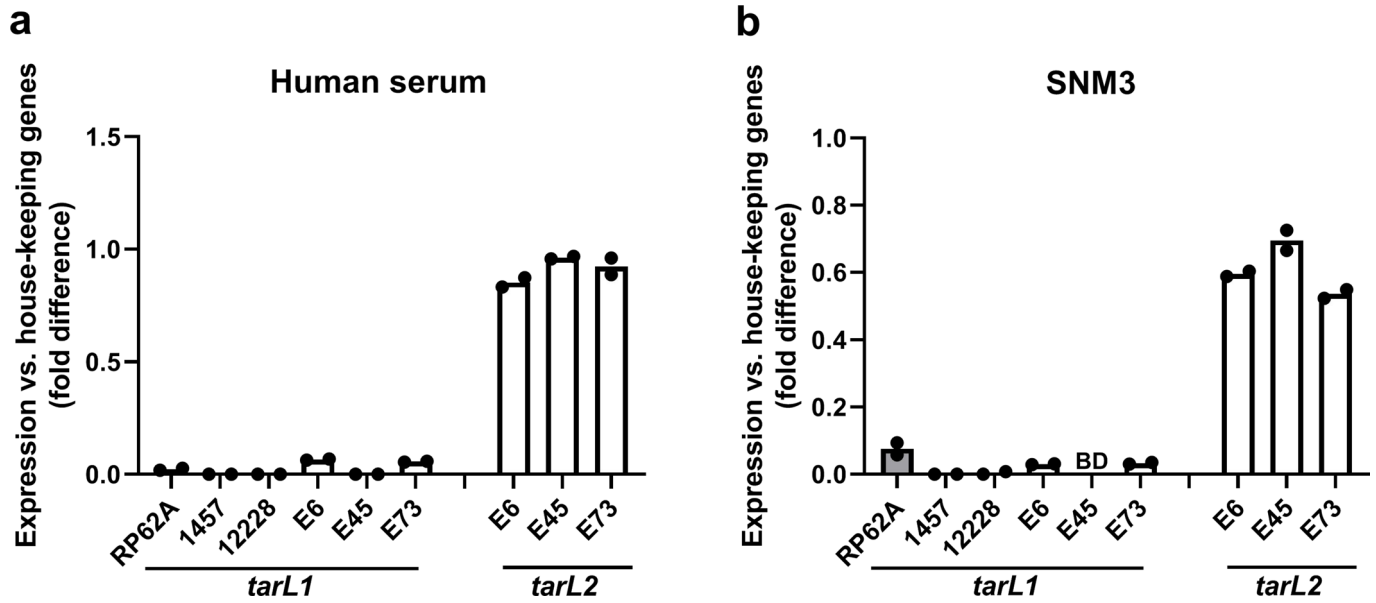 a
Human serum
Expression vs. house-keeping genes
(fold difference)
1.5
1.0
0.5
0.0
RP62A
1457
12228
E6
E45
E73
E6
E45
E73
tarL1
tarL2
b
SNM3
Expression vs. house-keeping genes
(fold difference)
1.0
0.8
0.6
0.4
0.2
0.0
BD
RP62A
1457
12228
E6
E45
E73
E6
E45
E73
tarL1
tarL2